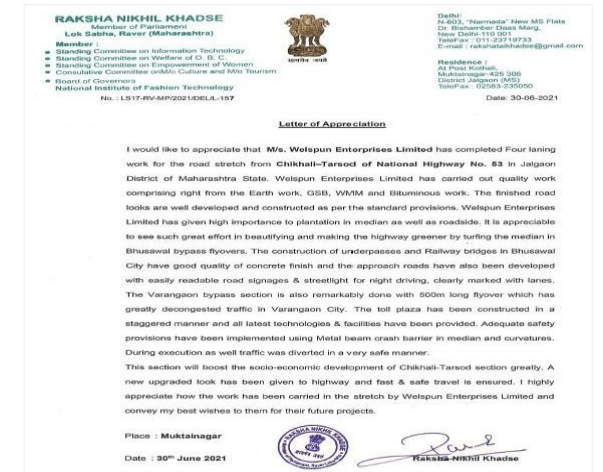 RAKSHA NIKHIL KHADSE
Member of Parliament
Lok Sabha, Raver (Maharashtra)
Member :
Standing Committee on Information Technology
Standing Committee on Welfare of O. B. C.
Standing Committee on Empowerment of Women
Consulative Committee onM/o Culture and M/o Tourism
Board of Governors
National Institute of Fashion Technology
No. : LS17-RV-MP/2021/DEL/L-157
सत्यमेव जयते
Delhi:
N-603, "Narmada" New MS Flats
Dr. Bishamber Daas Marg,
New Delhi-110 001
TeleFax : 011-23719733
E-mail : rakshataikhadse@gmail.com
Residence :
At Post Kothali,
Muktainagar-425 306
District Jalgaon (MS)
TeleFax : 02583-235050
Date: 30-06-2021
Letter of Appreciation
I would like to appreciate that M/s. Welspun Enterprises Limited has completed Four laning
work for the road stretch from Chikhali–Tarsod of National Highway No. 53 in Jalgaon
District of Maharashtra State. Welspun Enterprises Limited has carried out quality work
comprising right from the Earth work, GSB, WMM and Bituminous work. The finished road
looks are well developed and constructed as per the standard provisions. Welspun Enterprises
Limited has given high importance to plantation in median as well as roadside. It is appreciable
to see such great effort in beautifying and making the highway greener by turfing the median in
Bhusawal bypass flyovers. The construction of underpasses and Railway bridges in Bhusawal
City have good quality of concrete finish and the approach roads have also been developed
with easily readable road signages & streetlight for night driving, clearly marked with lanes.
The Varangaon bypass section is also remarkably done with 500m long flyover which has
greatly decongested traffic in Varangaon City. The toll plaza has been constructed in a
staggered manner and all latest technologies & facilities have been provided. Adequate safety
provisions have been implemented using Metal beam crash barrier in median and curvatures.
During execution as well traffic was diverted in a very safe manner.
This section will boost the socio-economic development of Chikhali-Tarsod section greatly. A
new upgraded look has been given to highway and fast & safe travel is ensured. I highly
appreciate how the work has been carried in the stretch by Welspun Enterprises Limited and
convey my best wishes to them for their future projects.
Place : Muktainagar
Date : 30th June 2021
RAKSHA NIKHIL KHADSE
Raksha Nikhil Khadse